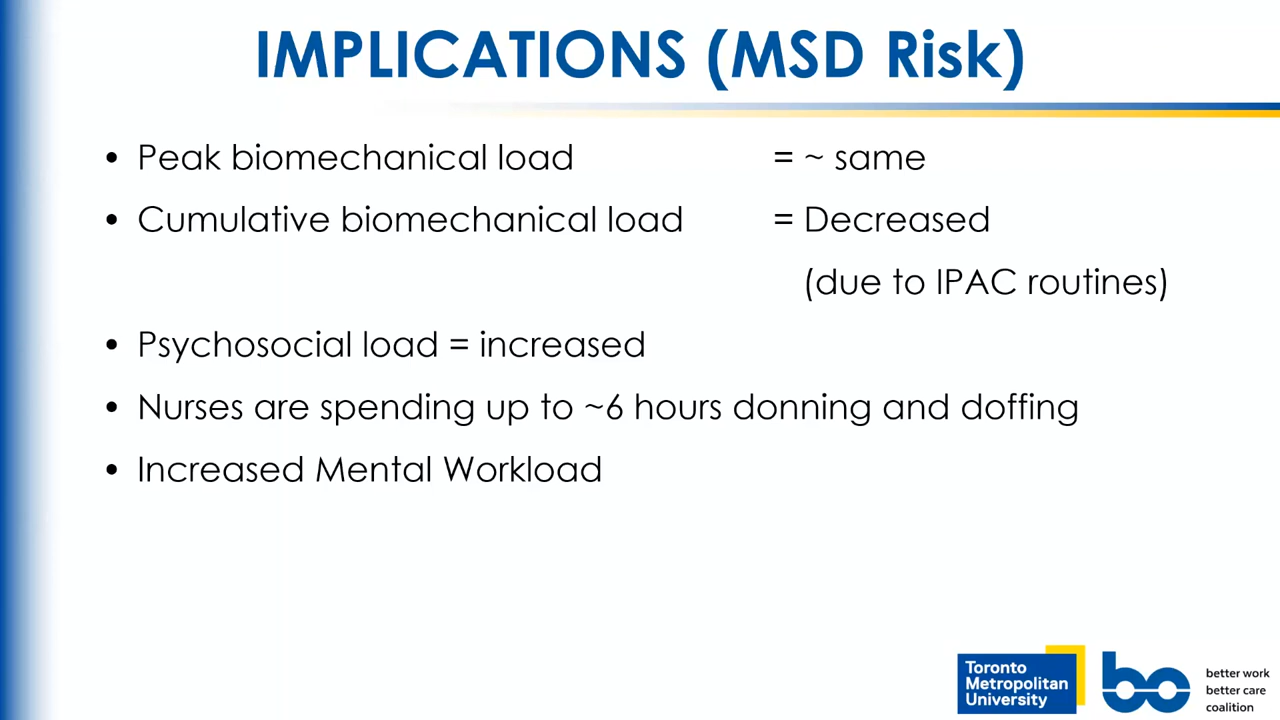 IMPLICATIONS (MSD Risk)
• Peak biomechanical load = ~ same
• Cumulative biomechanical load = Decreased
(due to IPAC routines)
• Psychosocial load = increased
• Nurses are spending up to ~6 hours donning and doffing
• Increased Mental Workload
Toronto
Metropolitan
University
bo
better work
better care
coalition